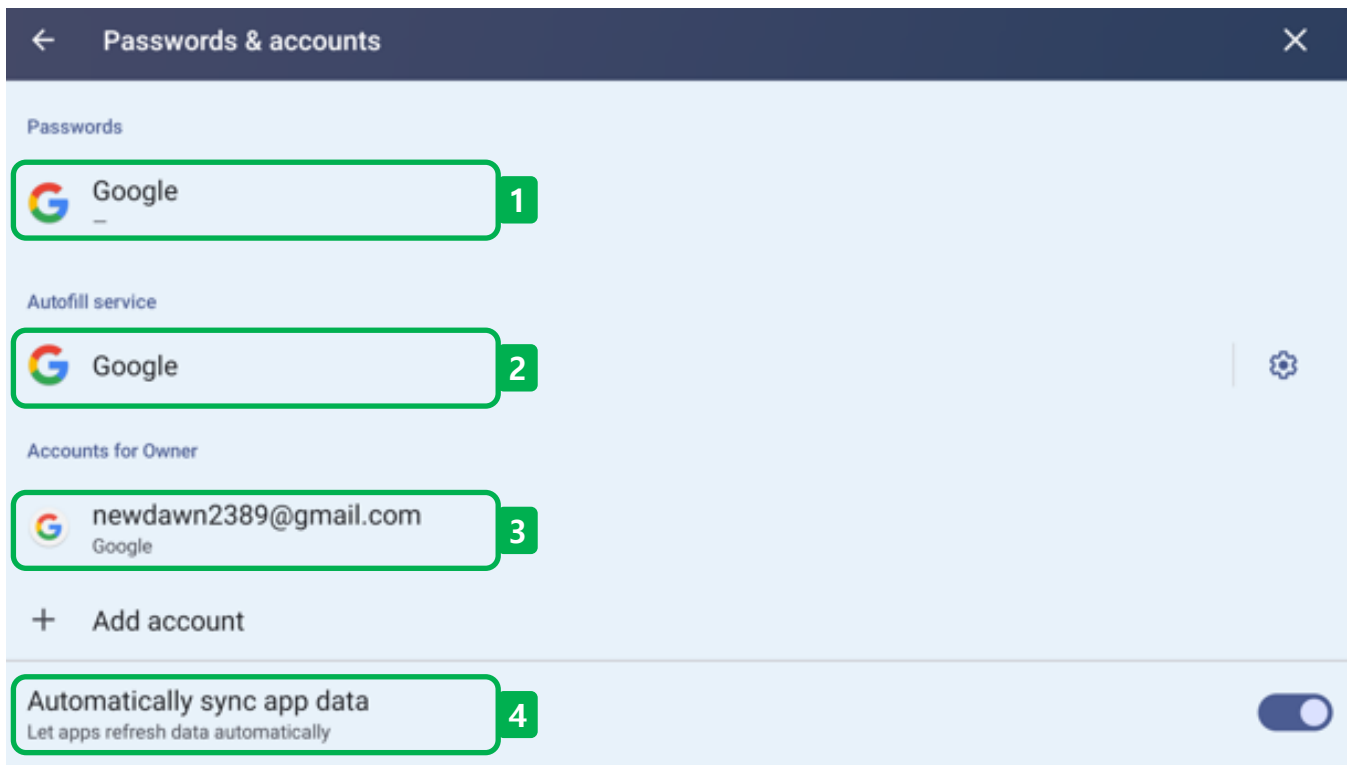 Passwords & accounts
Passwords
Google
–
1
Autofill service
Google
2
Accounts for Owner
newdawn2389@gmail.com
Google
3
Add account
Automatically sync app data
Let apps refresh data automatically
4